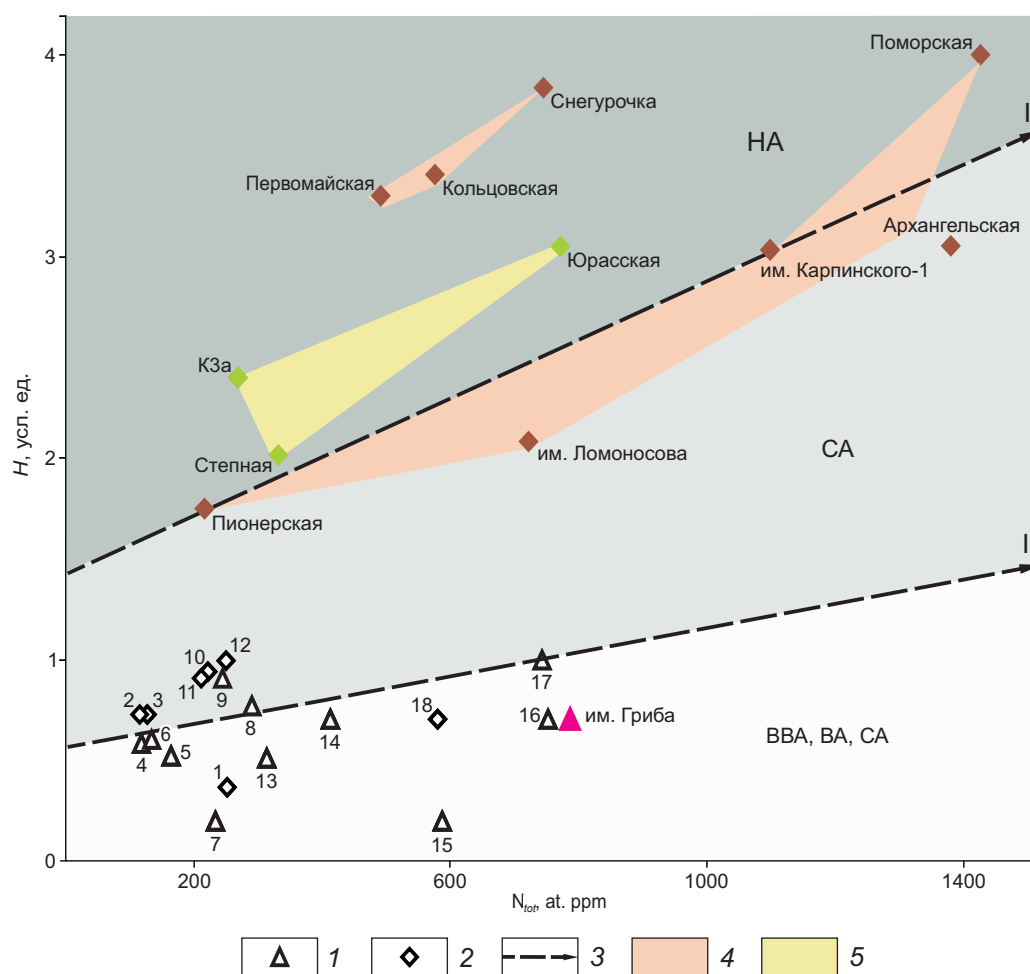 4
Поморская
Снегурочка
I
НА
Первомайская
Кольцовская
Архангельская
3
Юрасская
им. Карпинского-1
H, усл. ед.
КЗа
СА
2
Степная
им. Ломоносова
Пионерская
I
1
10
12
11
9
17
2
3
18
16
им. Гриба
6
8
14
ВВА, ВА, СА
4
5
13
1
7
15
0
200
600
1000
1400
Ntot, at. ppm
1
2
3
4
5